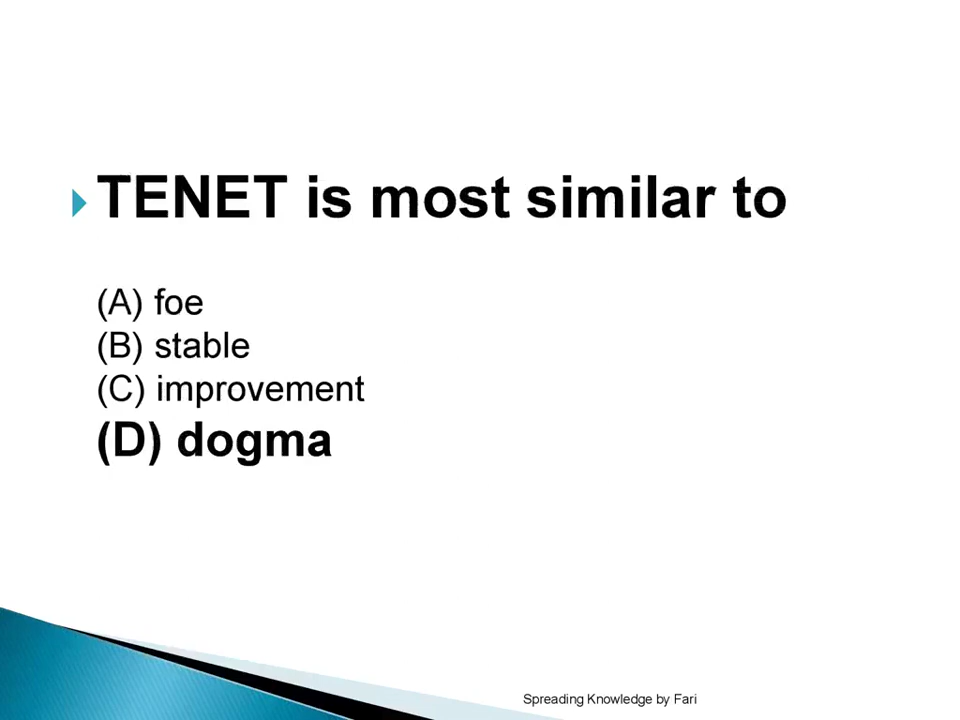 TENET is most similar to
(A) foe
(B) stable
(C) improvement
(D) dogma
Spreading Knowledge by Fari